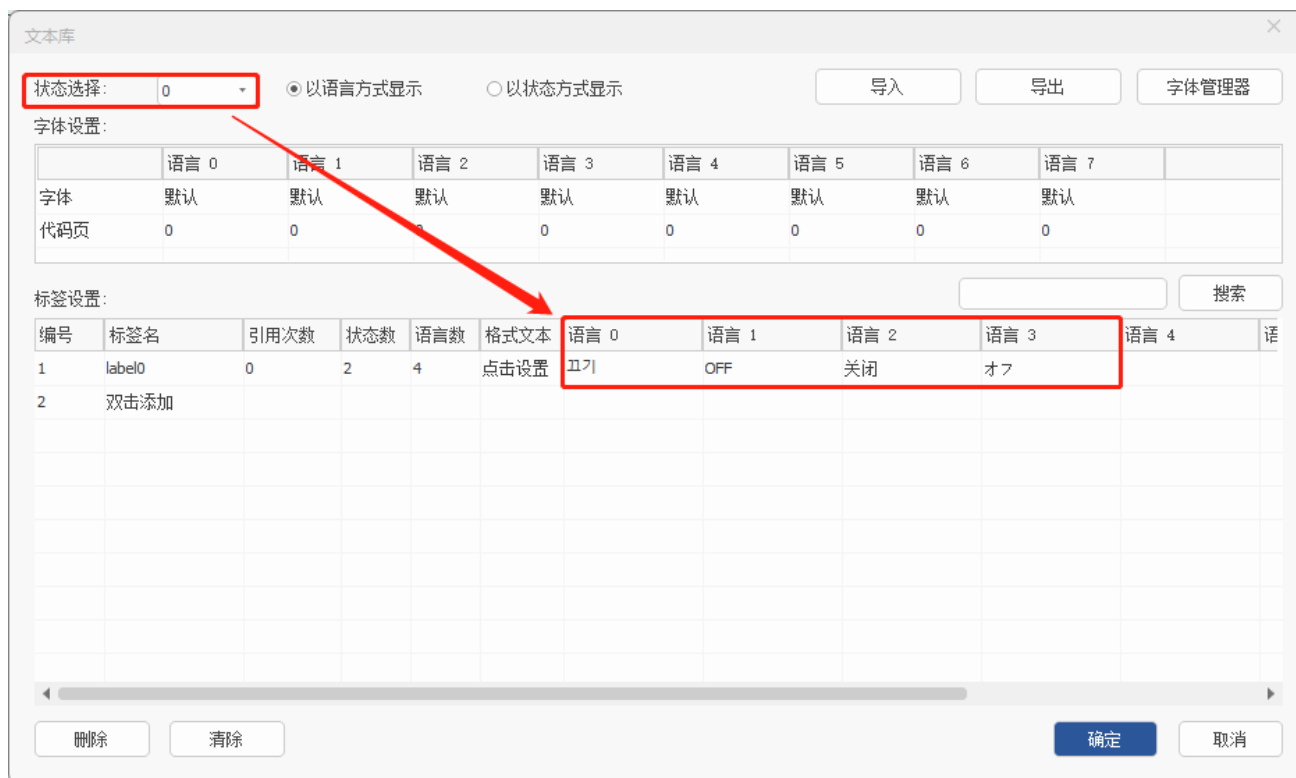 文本库
状态选择: 0 以语言方式显示 以状态方式显示 导入 导出 字体管理器
字体设置:
语言 0 语言 1 语言 2 语言 3 语言 4 语言 5 语言 6 语言 7
字体 默认 默认 默认 默认 默认 默认 默认 默认
代码页 0 0 0 0 0 0 0 0
标签设置: 搜索
编号 标签名 引用次数 状态数 语言数 格式文本 语言 0 语言 1 语言 2 语言 3 语言 4 语
1 label0 0 2 4 点击设置 끄기 OFF 关闭 オフ
2 双击添加
删除 清除 确定 取消